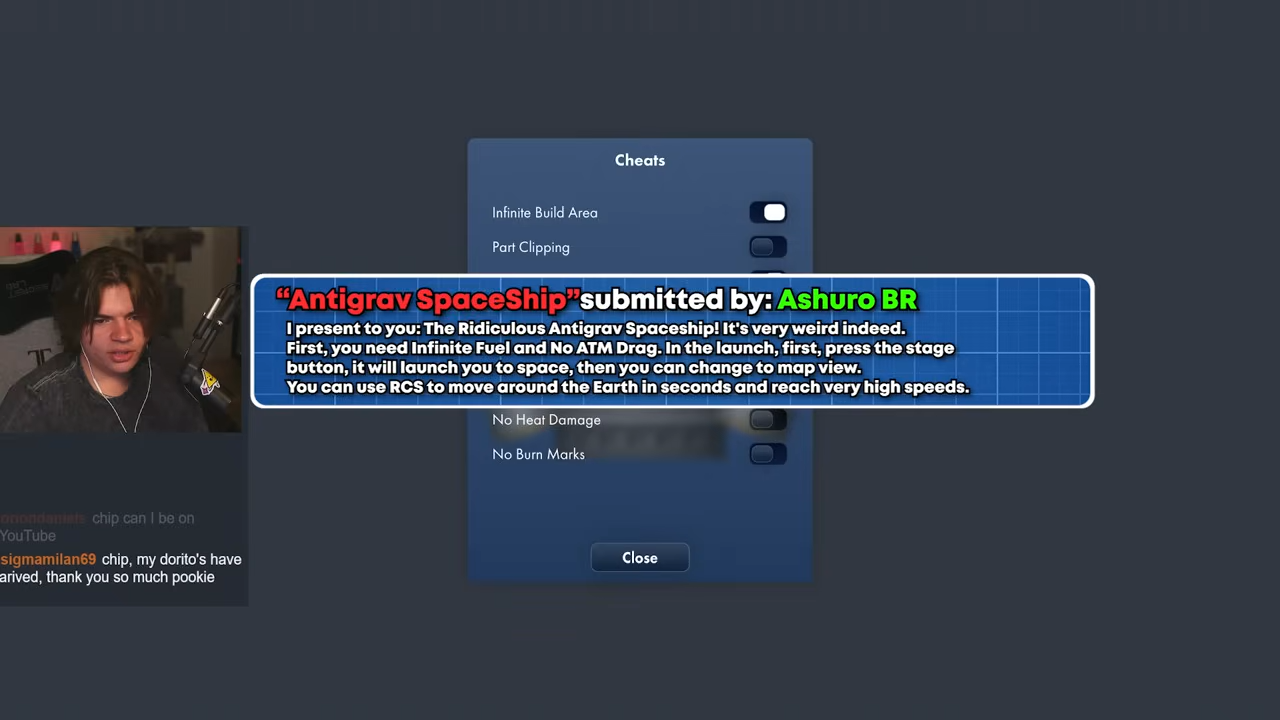 Cheats
Infinite Build Area
Part Clipping
“Antigrav SpaceShip”submitted by: Ashuro BR
I present to you: The Ridiculous Antigrav Spaceship! It's very weird indeed.
First, you need Infinite Fuel and No ATM Drag. In the launch, first, press the stage
button, it will launch you to space, then you can change to map view.
You can use RCS to move around the Earth in seconds and reach very high speeds.
No Heat Damage
No Burn Marks
Close
chip can I be on
YouTube
sigmamilan69 chip, my dorito's have
arived, thank you so much pookie